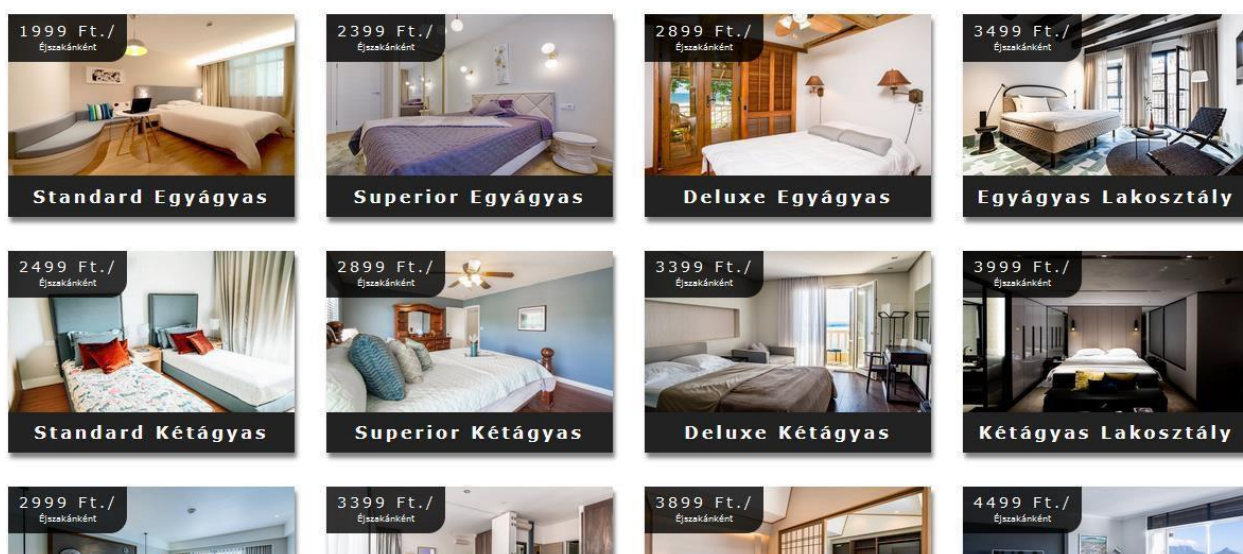 1999 Ft./
Éjszakánként
2399 Ft./
Éjszakánként
2899 Ft./
Éjszakánként
3499 Ft./
Éjszakánként
Standard Egyágyas
Superior Egyágyas
Deluxe Egyágyas
Egyágyas Lakosztály
2499 Ft./
Éjszakánként
2899 Ft./
Éjszakánként
3399 Ft./
Éjszakánként
3999 Ft./
Éjszakánként
Standard Kétágyas
Superior Kétágyas
Deluxe Kétágyas
Kétágyas Lakosztály
2999 Ft./
Éjszakánként
3399 Ft./
Éjszakánként
3899 Ft./
Éjszakánként
4499 Ft./
Éjszakánként